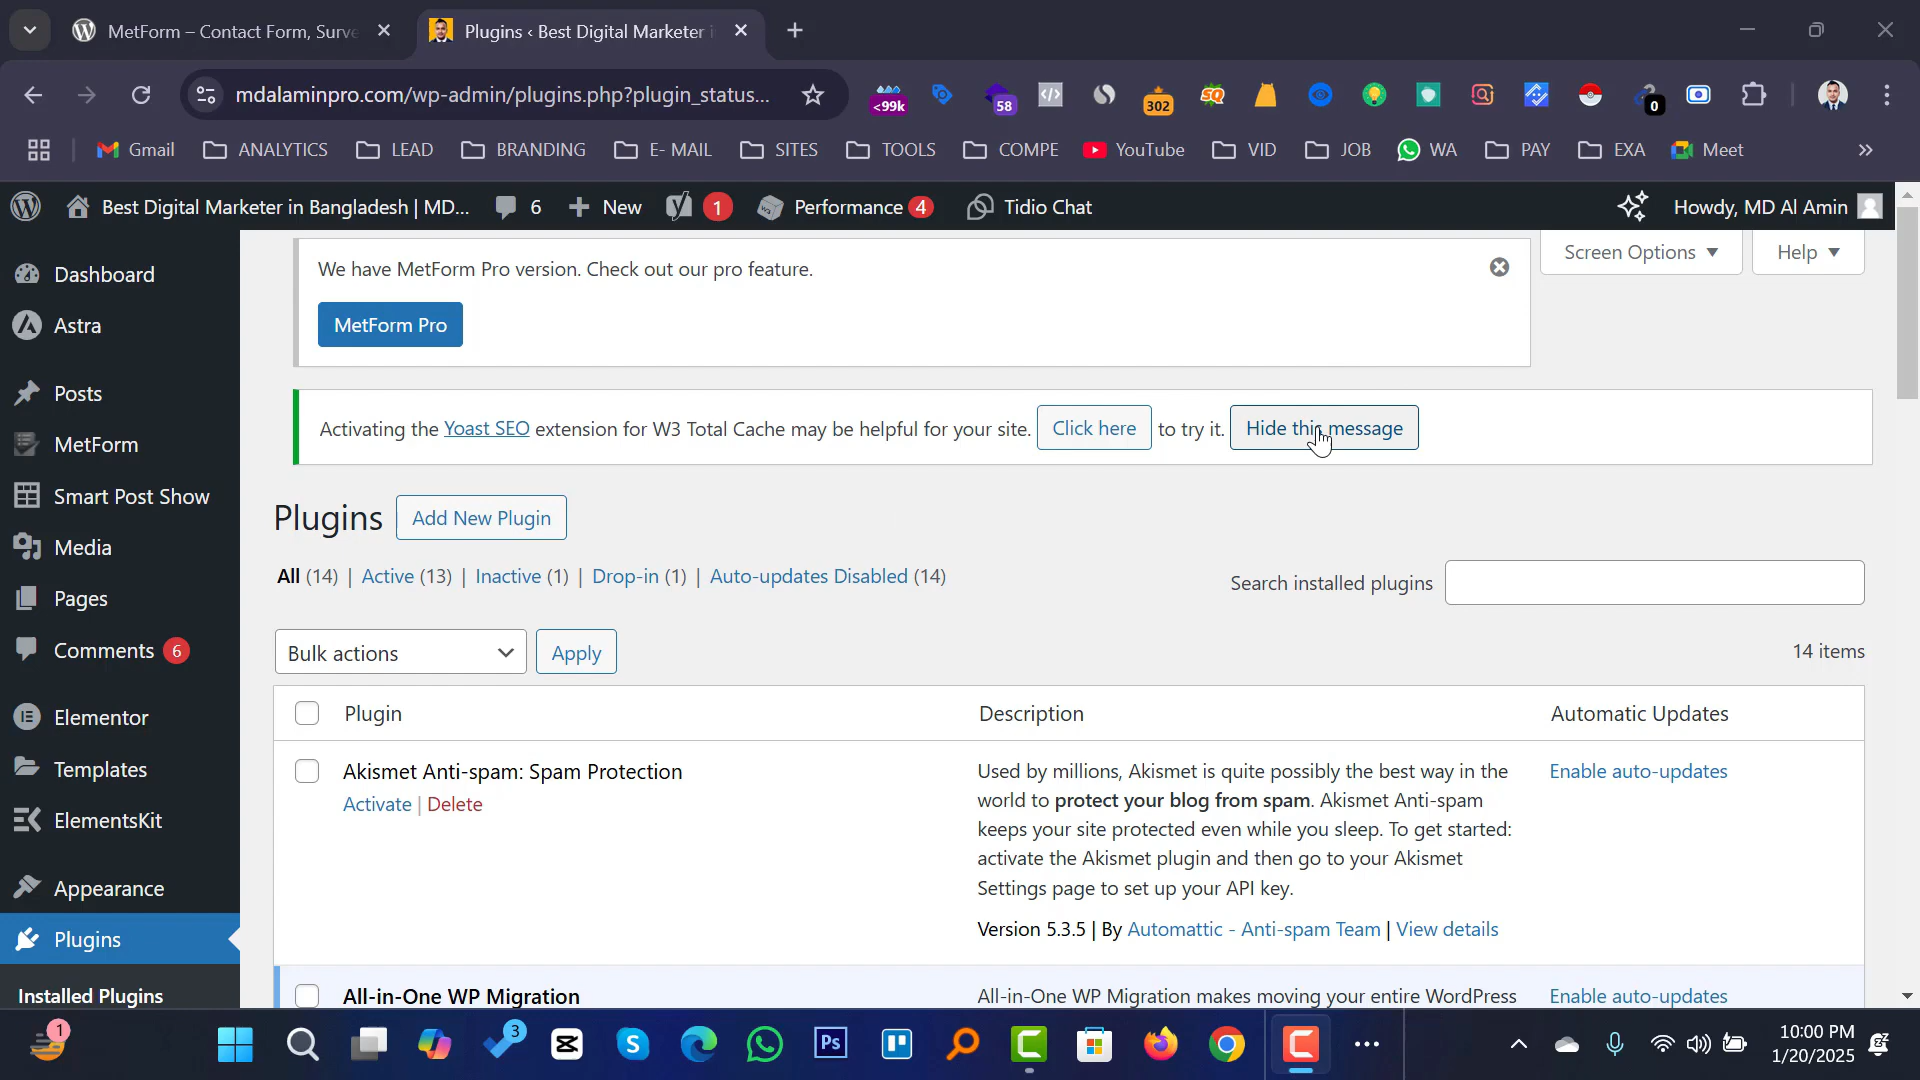 MetForm – Contact Form, Surve
Plugins ‹ Best Digital Marketer i
mdalaminpro.com/wp-admin/plugins.php?plugin_status...
<99k
58
302
SQ
0
Gmail
ANALYTICS
LEAD
BRANDING
E- MAIL
SITES
TOOLS
COMPE
YouTube
VID
JOB
WA
PAY
EXA
Meet
Best Digital Marketer in Bangladesh | MD...
6
New
1
Performance 4
Tidio Chat
Howdy, MD Al Amin
Dashboard
Astra
Posts
MetForm
Smart Post Show
Media
Pages
Comments 6
Elementor
Templates
ElementsKit
Appearance
Plugins
Installed Plugins
We have MetForm Pro version. Check out our pro feature.
MetForm Pro
Screen Options
Help
Activating the Yoast SEO extension for W3 Total Cache may be helpful for your site. Click here to try it. Hide this message
Plugins
Add New Plugin
All (14) | Active (13) | Inactive (1) | Drop-in (1) | Auto-updates Disabled (14)
Search installed plugins
Bulk actions
Apply
14 items
Plugin
Description
Automatic Updates
Akismet Anti-spam: Spam Protection
Activate | Delete
Used by millions, Akismet is quite possibly the best way in the
world to protect your blog from spam. Akismet Anti-spam
keeps your site protected even while you sleep. To get started:
activate the Akismet plugin and then go to your Akismet
Settings page to set up your API key.
Version 5.3.5 | By Automattic - Anti-spam Team | View details
Enable auto-updates
All-in-One WP Migration
All-in-One WP Migration makes moving your entire WordPress
Enable auto-updates
1
3
Ps
10:00 PM
1/20/2025